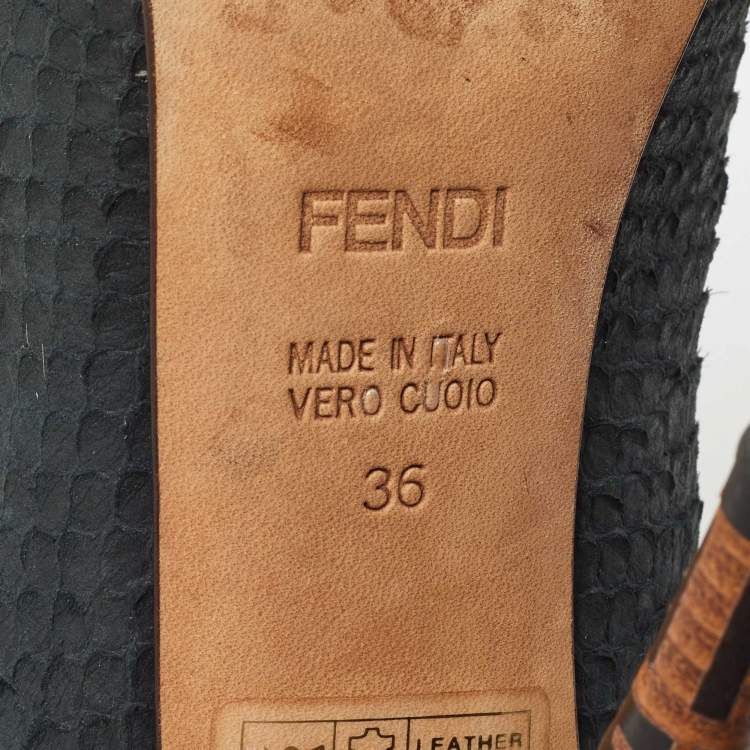 FENDI
MADE IN ITALY
VERO CUOIO
36
LEATHER